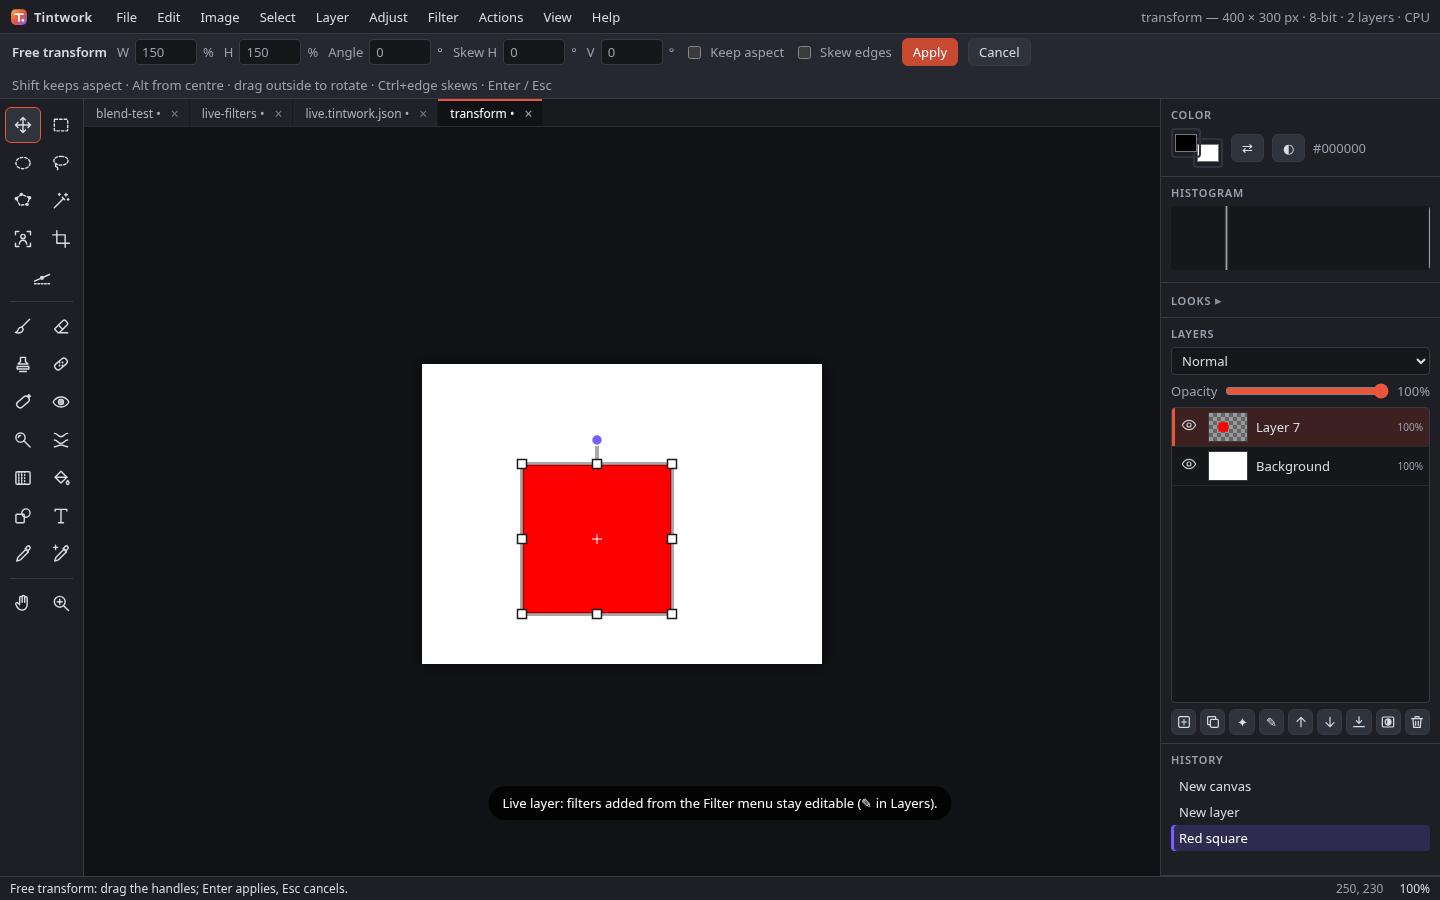 Tintwork File Edit Image Select Layer Adjust Filter Actions View Help transform — 400 × 300 px · 8-bit · 2 layers · CPU
Free transform W 150 % H 150 % Angle 0 ° Skew H 0 ° V 0 ° Keep aspect Skew edges Apply Cancel
Shift keeps aspect · Alt from centre · drag outside to rotate · Ctrl+edge skews · Enter / Esc
blend-test • × live-filters • × live.tintwork.json • × transform • ×
COLOR
#000000
HISTOGRAM
LOOKS ▸
LAYERS
Normal
Opacity 100%
Layer 7 100%
Background 100%
HISTORY
New canvas
New layer
Red square
Live layer: filters added from the Filter menu stay editable (✎ in Layers).
Free transform: drag the handles; Enter applies, Esc cancels. 250, 230 100%